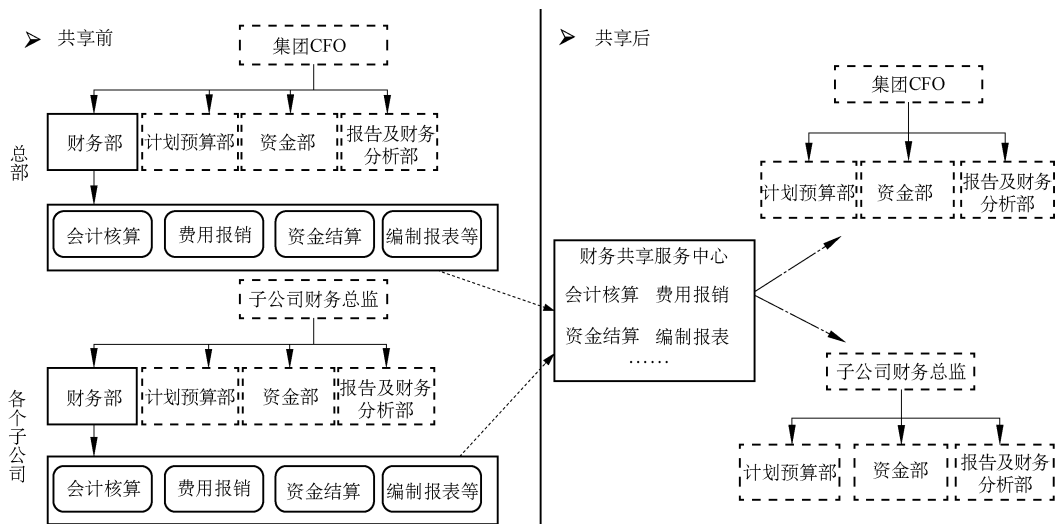 共享前
集团CFO
总部
财务部
计划预算部
资金部
报告及财务
分析部
会计核算
费用报销
资金结算
编制报表等
子公司财务总监
各个子公司
财务部
计划预算部
资金部
报告及财务
分析部
会计核算
费用报销
资金结算
编制报表等
共享后
集团CFO
计划预算部
资金部
报告及财务
分析部
财务共享服务中心
会计核算 费用报销
资金结算 编制报表
……
子公司财务总监
计划预算部
资金部
报告及财务
分析部